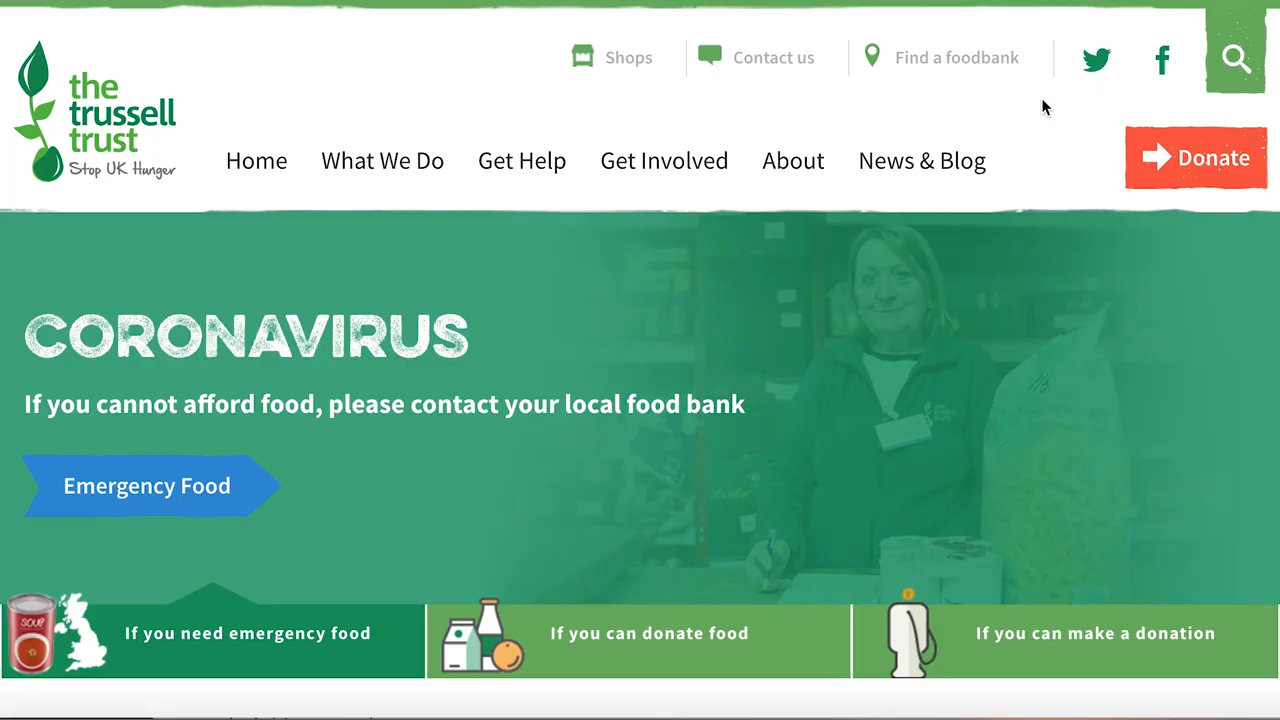 Shops
Contact us
Find a foodbank
the
trussell
trust
Stop UK Hunger
Home
What We Do
Get Help
Get Involved
About
News & Blog
Donate
CORONAVIRUS
If you cannot afford food, please contact your local food bank
Emergency Food
SOUP
If you need emergency food
If you can donate food
If you can make a donation